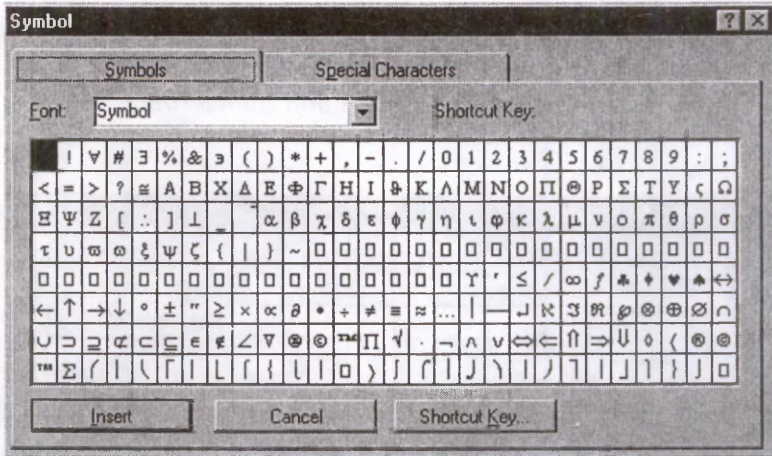 Symbol
Symbols Special Characters
Font: Symbol Shortcut Key:
! ∀ # ∃ % & ∋ ( ) * + , − . / 0 1 2 3 4 5 6 7 8 9 : ;
< = > ? ≅ Α Β Χ Δ Ε Φ Γ Η Ι ϑ Κ Λ Μ Ν Ο Π Θ Ρ Σ Τ Υ ς Ω
Ξ Ψ Ζ [ ∴ ] ⊥ _ ‾ α β χ δ ε φ γ η ι ϕ κ λ μ ν ο π θ ρ σ
τ υ ϖ ω ξ ψ ζ { | } ~ □ □ □ □ □ □ □ □ □ □ □ □ □ □ □ □ □
□ □ □ □ □ □ □ □ □ □ □ □ □ □ □ □ □ ϒ ′ ≤ ⁄ ∞ ƒ ♣ ♦ ♥ ♠ ↔
← ↑ → ↓ ° ± ″ ≥ × ∝ ∂ • ÷ ≠ ≡ ≈ … | — ↵ ℵ ℑ ℜ ℘ ⊗ ⊕ ∅ ∩
∪ ⊃ ⊇ ⊄ ⊂ ⊆ ∈ ∉ ∠ ∇ ® © ™ ∏ √ ⋅ ¬ ∧ ∨ ⇔ ⇐ ⇑ ⇒ ⇓ ◊ 〈 ® ©
™ ∑ ⎛ ⎜ ⎝ ⎡ ⎢ ⎣ ⎧ ⎨ ⎩ ⎪ □ 〉 ∫ ⌠ ⎮ ⌡ ⎞ ⎟ ⎠ ⎤ ⎥ ⎦ ⎫ ⎬ ⎭ □
Insert Cancel Shortcut Key...